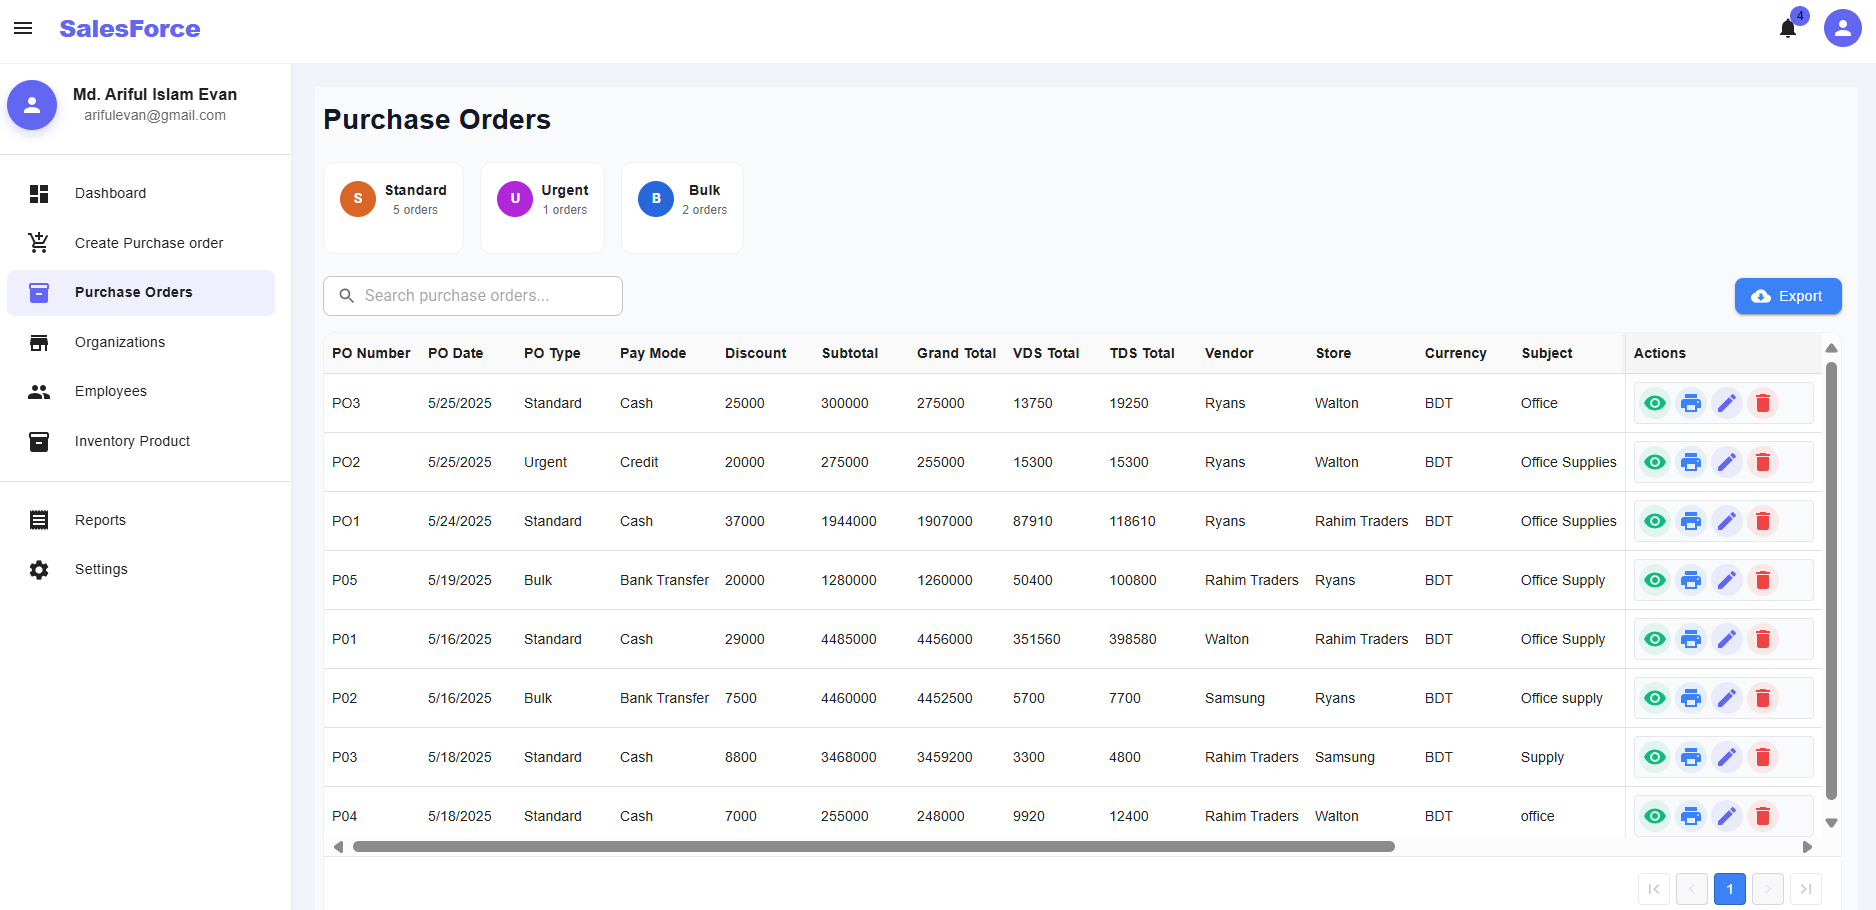 SalesForce
4
Md. Ariful Islam Evan
arifulevan@gmail.com
Dashboard
Create Purchase order
Purchase Orders
Organizations
Employees
Inventory Product
Reports
Settings
Purchase Orders
S Standard 5 orders
U Urgent 1 orders
B Bulk 2 orders
Search purchase orders...
Export
PO Number PO Date PO Type Pay Mode Discount Subtotal Grand Total VDS Total TDS Total Vendor Store Currency Subject Actions
PO3 5/25/2025 Standard Cash 25000 300000 275000 13750 19250 Ryans Walton BDT Office
PO2 5/25/2025 Urgent Credit 20000 275000 255000 15300 15300 Ryans Walton BDT Office Supplies
PO1 5/24/2025 Standard Cash 37000 1944000 1907000 87910 118610 Ryans Rahim Traders BDT Office Supplies
P05 5/19/2025 Bulk Bank Transfer 20000 1280000 1260000 50400 100800 Rahim Traders Ryans BDT Office Supply
P01 5/16/2025 Standard Cash 29000 4485000 4456000 351560 398580 Walton Rahim Traders BDT Office Supply
P02 5/16/2025 Bulk Bank Transfer 7500 4460000 4452500 5700 7700 Samsung Ryans BDT Office supply
P03 5/18/2025 Standard Cash 8800 3468000 3459200 3300 4800 Rahim Traders Samsung BDT Supply
P04 5/18/2025 Standard Cash 7000 255000 248000 9920 12400 Rahim Traders Walton BDT office
1